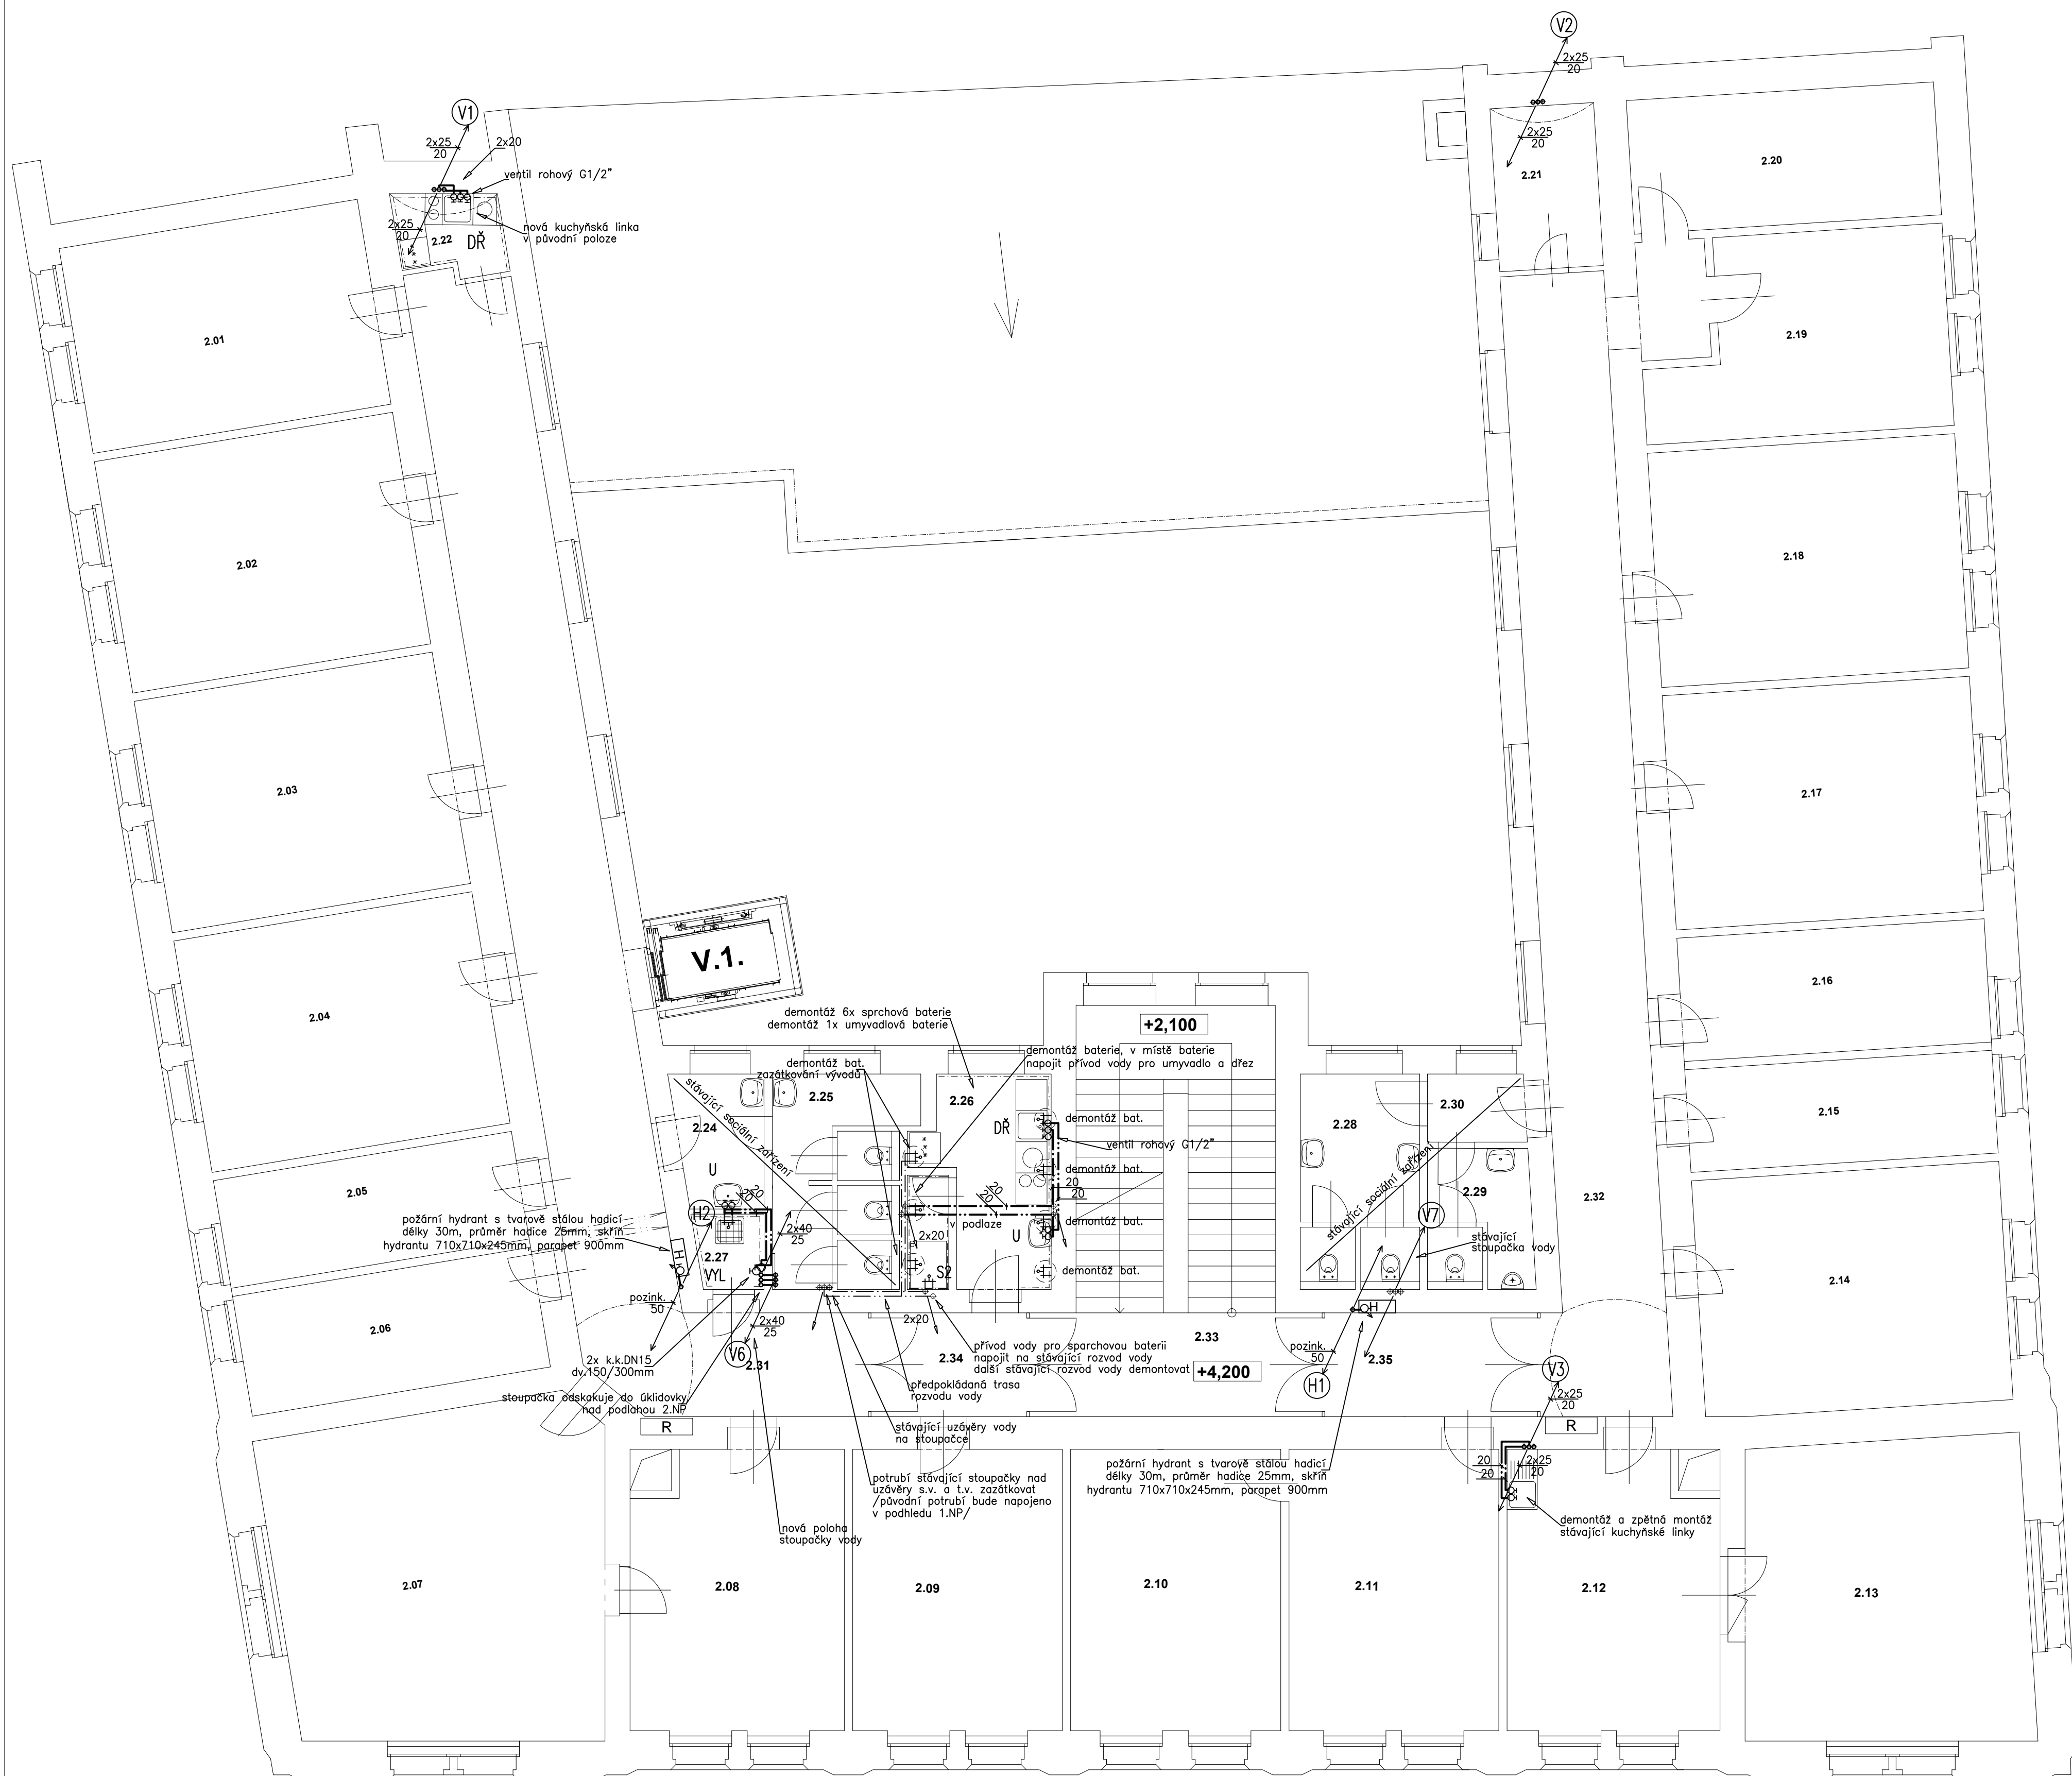 V2
2x25
20
V1
2x25
20
2x20
ventil rohový G1/2"
2x25
20
2.20
2.21
2x25
20
2.22
DŘ
nová kuchyňská linka
v původní poloze
2.01
2.19
2.02
2.18
2.03
2.17
V.1.
2.04
2.16
demontáž 6x sprchová baterie
demontáž 1x umyvadlová baterie
+2,100
demontáž baterie, v místě baterie
napojit přívod vody pro umyvadlo a dřez
demontáž bat.
zazátkování vývodů
stávající sociální zařízení
2.25
2.26
2.24
DŘ
demontáž bat.
ventil rohový G1/2"
2.28
2.30
2.15
U
demontáž bat.
20
20
20
20
20
20
stávající sociální zařízení
2.29
2.05
2.32
H2
v podlaze
demontáž bat.
V7
požární hydrant s tvarově stálou hadicí
délky 30m, průměr hadice 25mm, skříň
hydrantu 710x710x245mm, parapet 900mm
2x40
25
2x20
U
stávající
stoupačka vody
H
2.27
VYL
S2
demontáž bat.
2.14
pozink.
50
H
2x40
25
2x20
2.06
2.33
přívod vody pro sparchovou baterii
napojit na stávající rozvod vody
další stávající rozvod vody demontovat
+4,200
pozink.
50
2.35
V6
2.31
2.34
2x k.k.DN15
dv.150/300mm
H1
V3
předpokládaná trasa
rozvodu vody
2x25
20
stoupačka odskakuje do úklidovky
nad podlahou 2.NP
R
R
stávající uzávěry vody
na stoupačce
požární hydrant s tvarově stálou hadicí
délky 30m, průměr hadice 25mm, skříň
hydrantu 710x710x245mm, parapet 900mm
20
20
2x25
20
potrubí stávající stoupačky nad
uzávěry s.v. a t.v. zazátkovat
/původní potrubí bude napojeno
v podhledu 1.NP/
nová poloha
stoupačky vody
demontáž a zpětná montáž
stávající kuchyňské linky
2.07
2.08
2.09
2.10
2.11
2.12
2.13